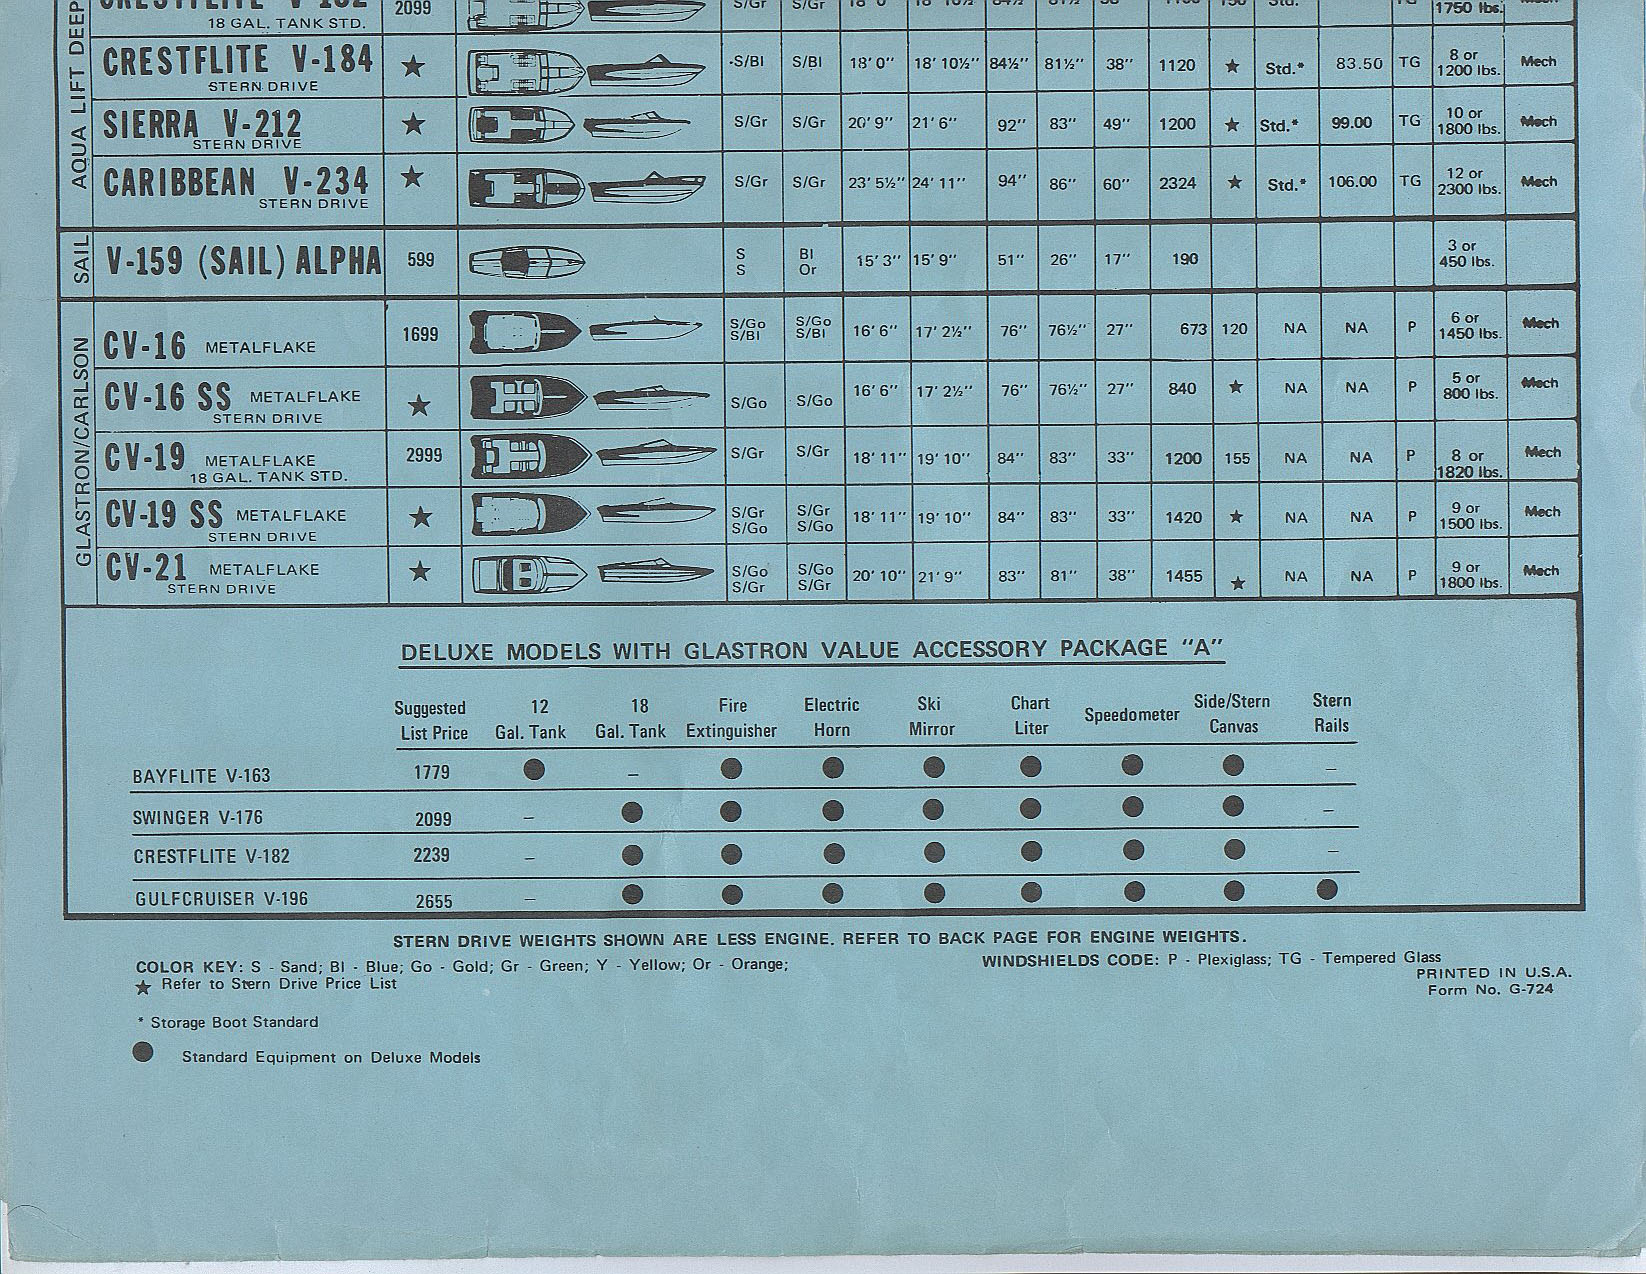 CRESTFLITE V-182 2099 S/Gr S/Gr 18' 0" 18' 10½" 84½" 81½" 38" 1160 150 Std. TG 1750 lbs. Mech
18 GAL. TANK STD.
AQUA LIFT DEEP
CRESTFLITE V-184 ★ S/Bl S/Bl 18' 0" 18' 10½" 84½" 81½" 38" 1120 ★ Std.* 83.50 TG 8 or 1200 lbs. Mech
STERN DRIVE
SIERRA V-212 ★ S/Gr S/Gr 20' 9" 21' 6" 92" 83" 49" 1200 ★ Std.* 99.00 TG 10 or 1800 lbs. Mech
STERN DRIVE
CARIBBEAN V-234 ★ S/Gr S/Gr 23' 5½" 24' 11" 94" 86" 60" 2324 ★ Std.* 106.00 TG 12 or 2300 lbs. Mech
STERN DRIVE
SAIL
V-159 (SAIL) ALPHA 599 S Bl 15' 3" 15' 9" 51" 26" 17" 190 3 or 450 lbs.
S Or
GLASTRON/CARLSON
CV-16 METALFLAKE 1699 S/Go S/Go 16' 6" 17' 2½" 76" 76½" 27" 673 120 NA NA P 6 or 1450 lbs. Mech
S/Bl S/Bl
CV-16 SS METALFLAKE ★ S/Go S/Go 16' 6" 17' 2½" 76" 76½" 27" 840 ★ NA NA P 5 or 800 lbs. Mech
STERN DRIVE
CV-19 METALFLAKE 2999 S/Gr S/Gr 18' 11" 19' 10" 84" 83" 33" 1200 155 NA NA P 8 or 1820 lbs. Mech
18 GAL. TANK STD.
CV-19 SS METALFLAKE ★ S/Gr S/Gr 18' 11" 19' 10" 84" 83" 33" 1420 ★ NA NA P 9 or 1500 lbs. Mech
STERN DRIVE S/Go S/Go
CV-21 METALFLAKE ★ S/Go S/Go 20' 10" 21' 9" 83" 81" 38" 1455 ★ NA NA P 9 or 1800 lbs. Mech
STERN DRIVE S/Gr S/Gr
DELUXE MODELS WITH GLASTRON VALUE ACCESSORY PACKAGE "A"
Suggested 12 18 Fire Electric Ski Chart Speedometer Side/Stern Stern
List Price Gal. Tank Gal. Tank Extinguisher Horn Mirror Liter Canvas Rails
BAYFLITE V-163 1779 ● – ● ● ● ● ● ● –
SWINGER V-176 2099 – ● ● ● ● ● ● ● –
CRESTFLITE V-182 2239 – ● ● ● ● ● ● ● –
GULFCRUISER V-196 2655 – ● ● ● ● ● ● ● ●
STERN DRIVE WEIGHTS SHOWN ARE LESS ENGINE. REFER TO BACK PAGE FOR ENGINE WEIGHTS.
COLOR KEY: S - Sand; Bl - Blue; Go - Gold; Gr - Green; Y - Yellow; Or - Orange;
WINDSHIELDS CODE: P - Plexiglass; TG - Tempered Glass
★ Refer to Stern Drive Price List
PRINTED IN U.S.A.
Form No. G-724
* Storage Boot Standard
● Standard Equipment on Deluxe Models